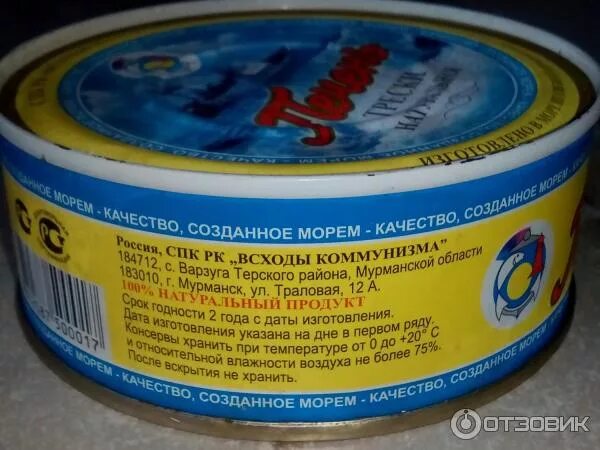 Печень
ТРЕСКИ
НАТУРАЛЬНАЯ
ИЗГОТОВЛЕНО В МОРЕ
КАЧЕСТВО, СОЗДАННОЕ МОРЕМ - КАЧЕСТВО
СОЗДАННОЕ МОРЕМ - КАЧЕСТВО, СОЗДАННОЕ МОРЕМ - КАЧЕСТВО, СОЗДАННОЕ МОРЕМ
Россия, СПК РК „ВСХОДЫ КОММУНИЗМА”
184712, с. Варзуга Терского района, Мурманской области
183010, г. Мурманск, ул. Траловая, 12 А.
100% НАТУРАЛЬНЫЙ ПРОДУКТ
Срок годности 2 года с даты изготовления.
Дата изготовления указана на дне в первом ряду.
Консервы хранить при температуре от 0 до +20° С
и относительной влажности воздуха не более 75%.
После вскрытия не хранить.
МОРЕМ - КАЧЕСТВО, СОЗДАННОЕ МОРЕМ - КАЧЕСТВО, СОЗДАННОЕ МОРЕМ - КАЧЕСТВО
ОТЗОВИК